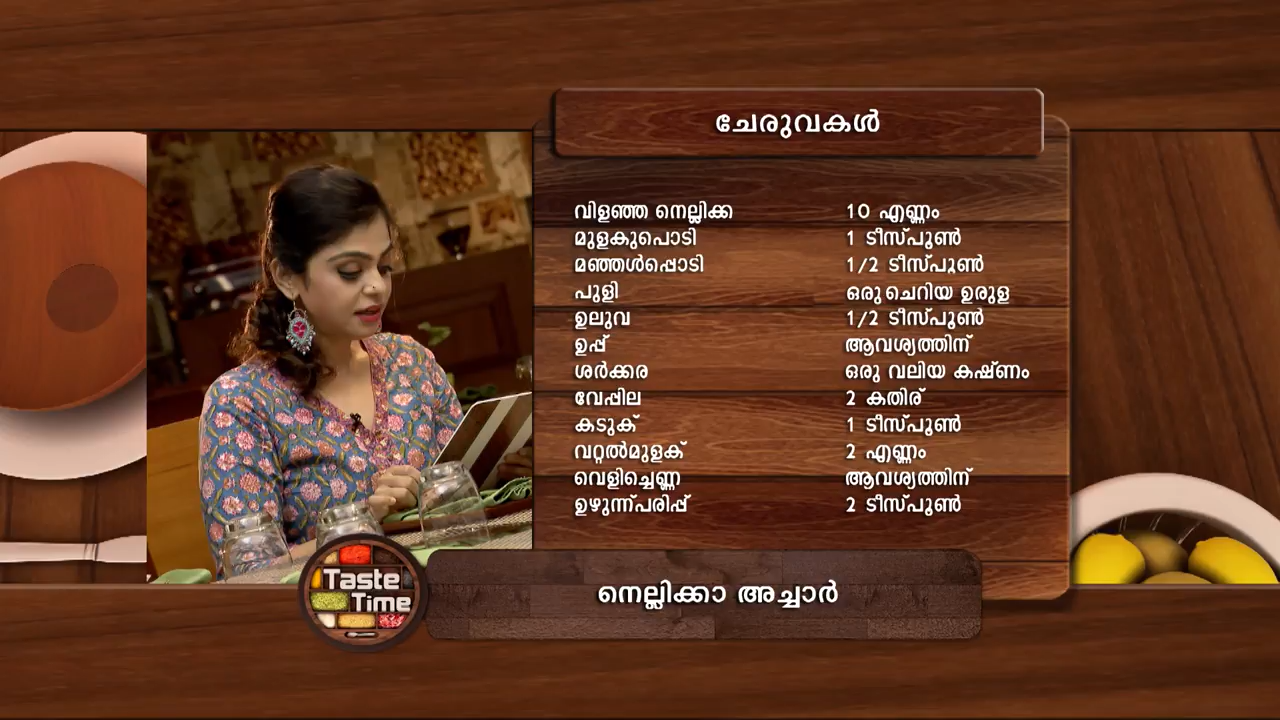 ചേരുവകൾ
വിളഞ്ഞ നെല്ലിക്ക 10 എണ്ണം
മുളകുപൊടി 1 ടീസ്പൂൺ
മഞ്ഞൾപ്പൊടി 1/2 ടീസ്പൂൺ
പുളി ഒരു ചെറിയ ഉരുള
ഉലുവ 1/2 ടീസ്പൂൺ
ഉപ്പ് ആവശ്യത്തിന്
ശർക്കര ഒരു വലിയ കഷ്ണം
വേപ്പില 2 കതിര്
കടുക് 1 ടീസ്പൂൺ
വറ്റൽമുളക് 2 എണ്ണം
വെളിച്ചെണ്ണ ആവശ്യത്തിന്
ഉഴുന്ന്പരിപ്പ് 2 ടീസ്പൂൺ
Taste
Time
നെല്ലിക്കാ അച്ചാർ